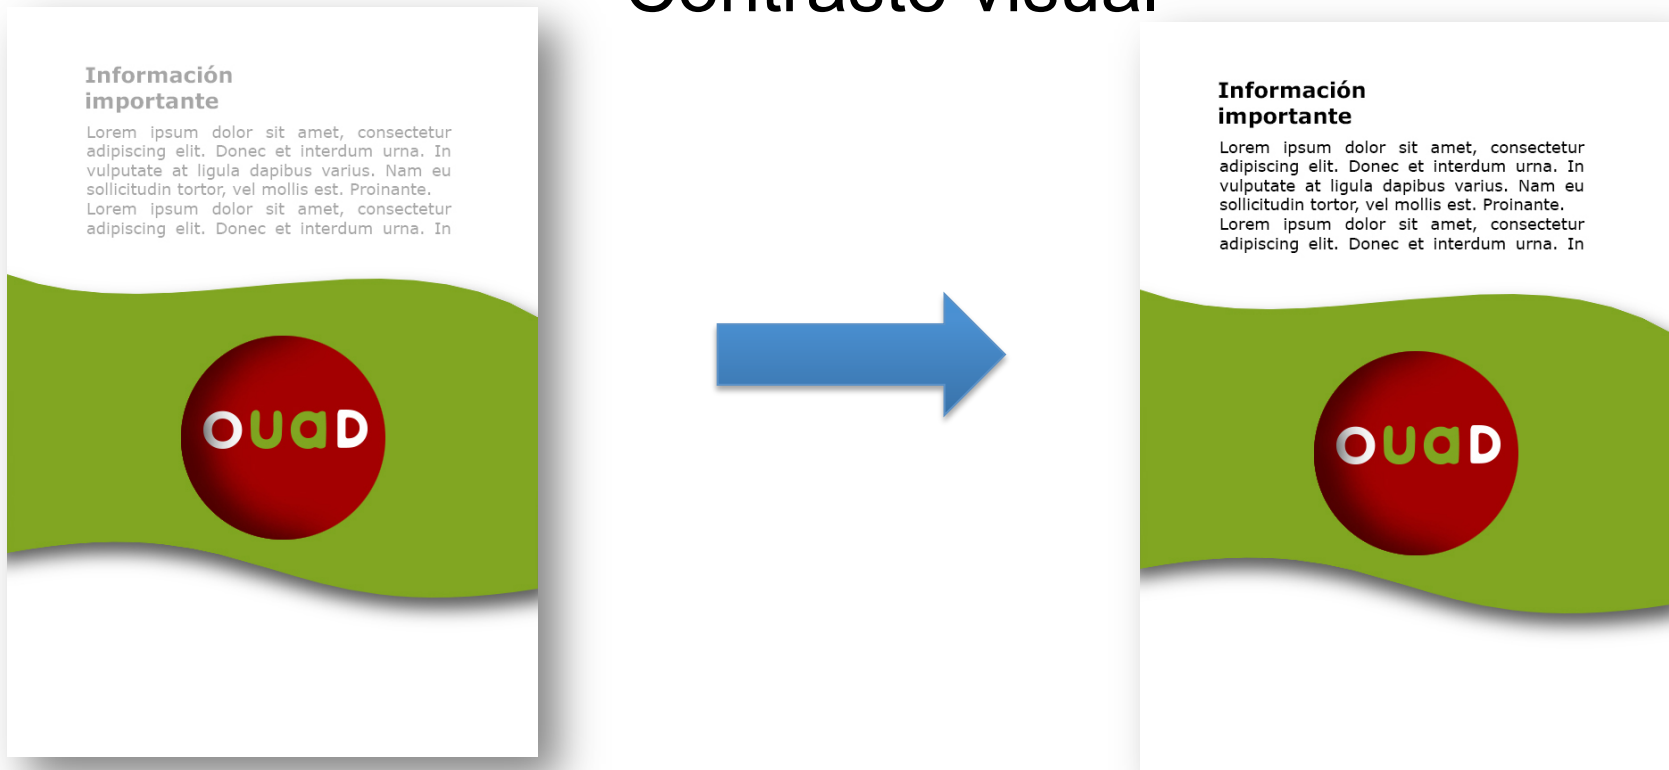 Contraste visual
Información
importante
Lorem ipsum dolor sit amet, consectetur
adipiscing elit. Donec et interdum urna. In
vulputate at ligula dapibus varius. Nam eu
sollicitudin tortor, vel mollis est. Proinante.
Lorem ipsum dolor sit amet, consectetur
adipiscing elit. Donec et interdum urna. In
OUaD
Información
importante
Lorem ipsum dolor sit amet, consectetur
adipiscing elit. Donec et interdum urna. In
vulputate at ligula dapibus varius. Nam eu
sollicitudin tortor, vel mollis est. Proinante.
Lorem ipsum dolor sit amet, consectetur
adipiscing elit. Donec et interdum urna. In
OUaD